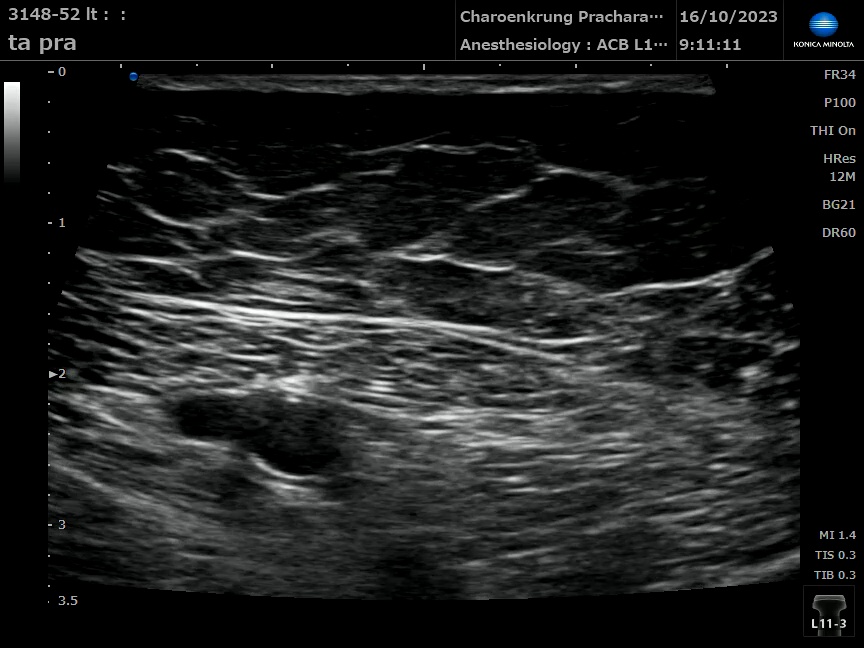 3148-52 lt : :
ta pra
Charoenkrung Prachara···
Anesthesiology : ACB L1···
16/10/2023
9:11:11
KONICA MINOLTA
FR34
P100
THI On
HRes
12M
BG21
DR60
0
1
2
3
3.5
MI 1.4
TIS 0.3
TIB 0.3
L11-3